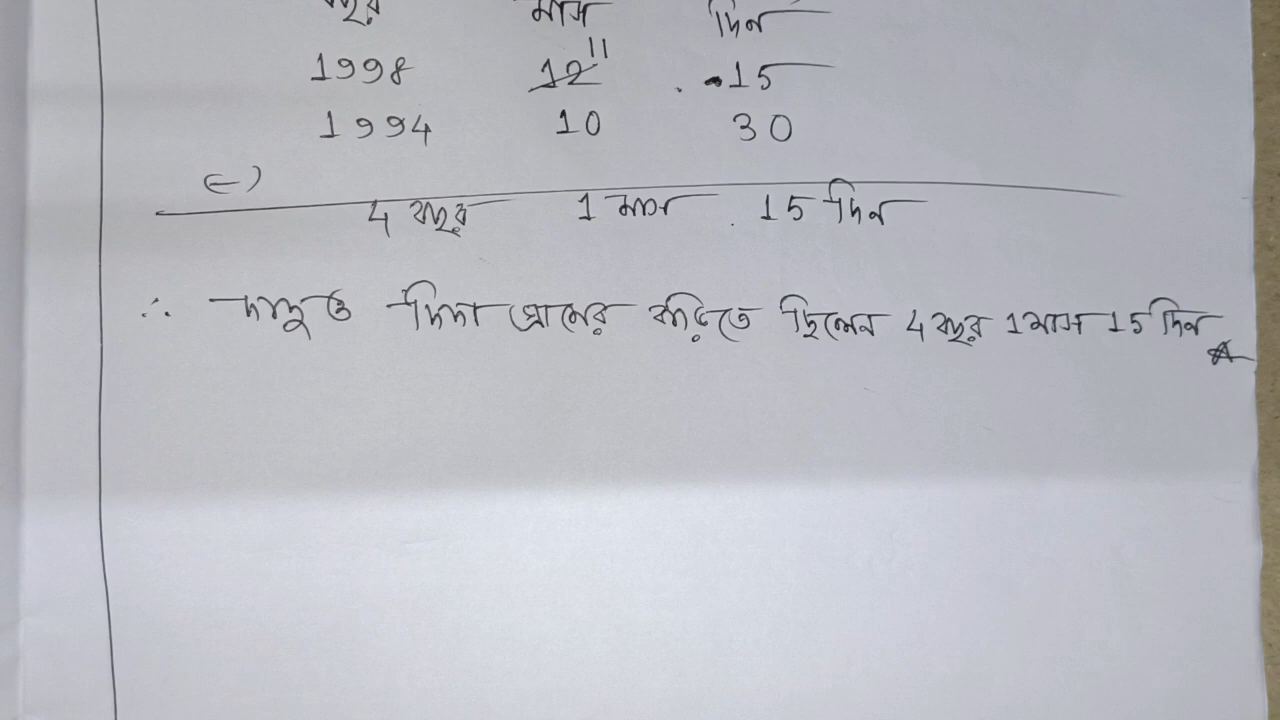 বছর মাস দিন
1998 12 11 15
1994 10 30
(-)
4 বছর 1 মাস 15 দিন
∴ দাদু ও দিদা গ্রামের বাড়িতে ছিলেন 4 বছর 1 মাস 15 দিন